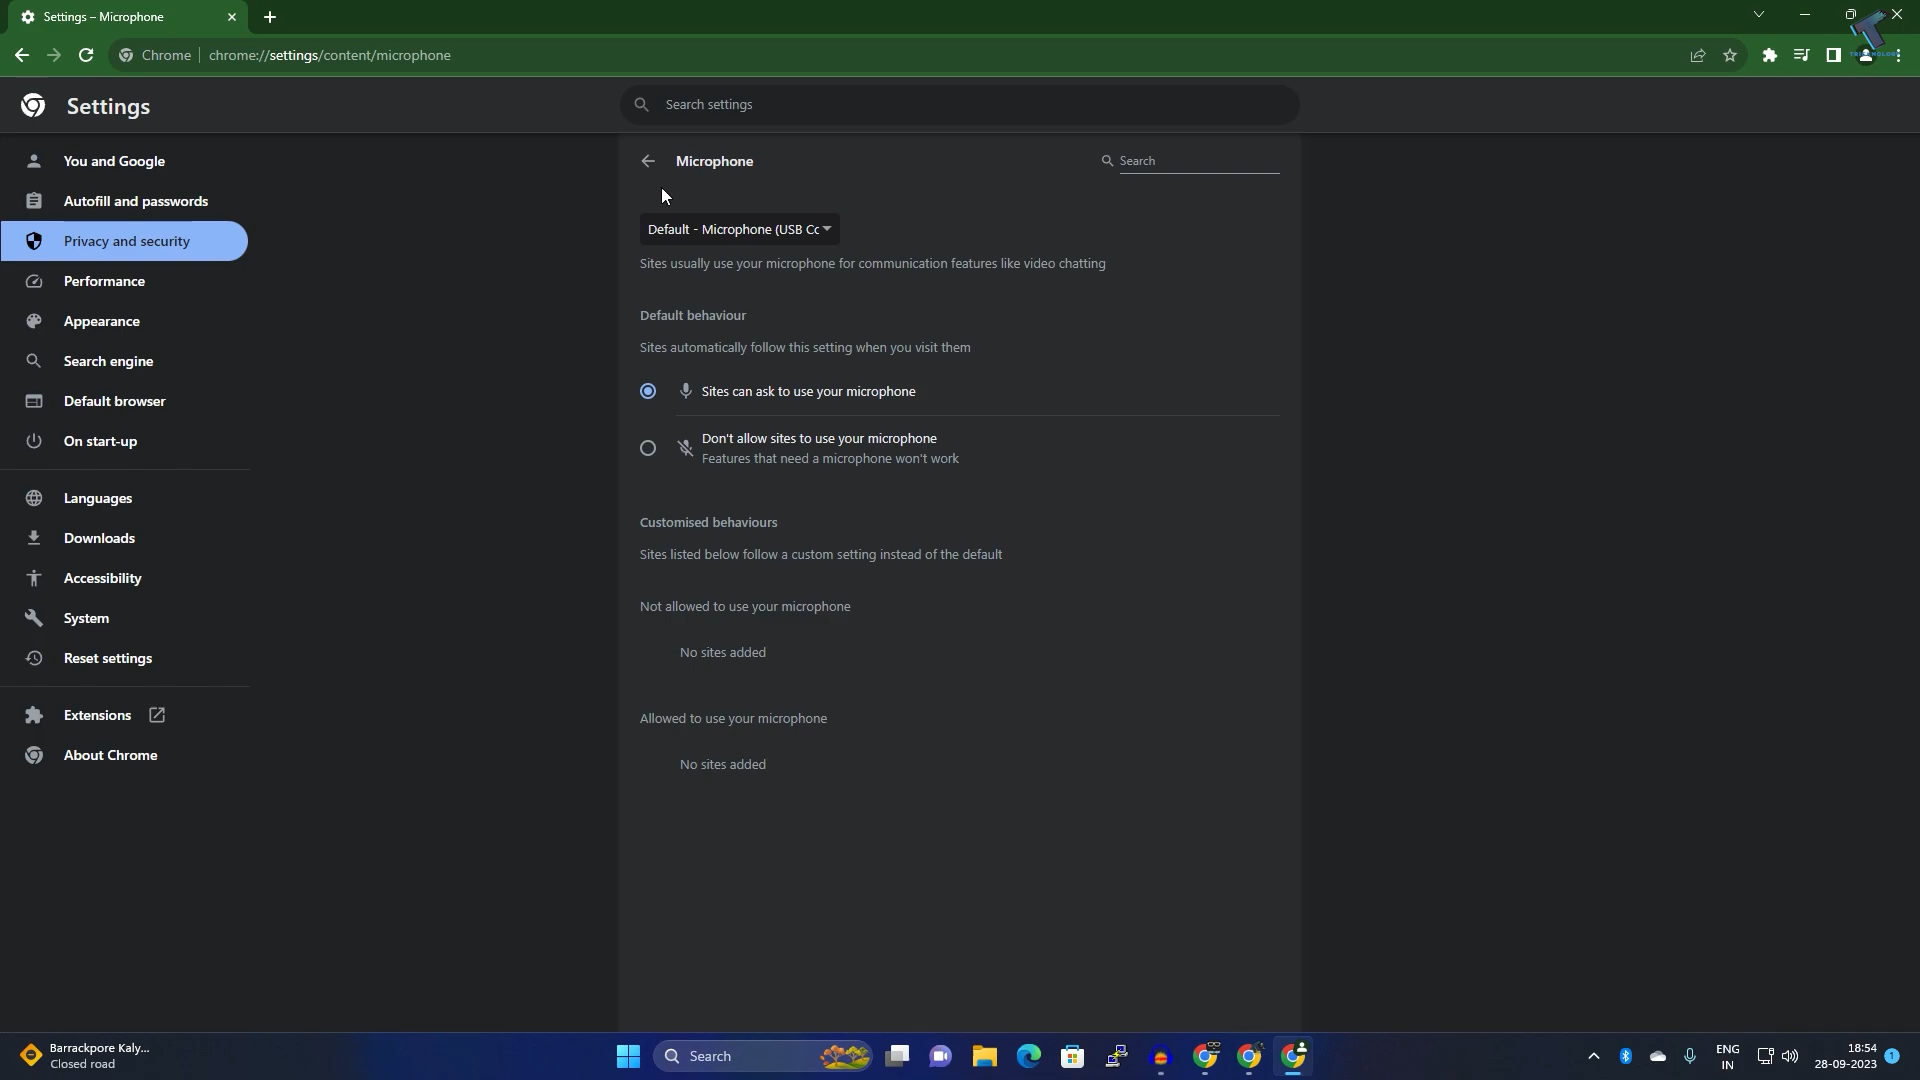 Settings – Microphone
Chrome
chrome://settings/content/microphone
Settings
Search settings
You and Google
Autofill and passwords
Privacy and security
Performance
Appearance
Search engine
Default browser
On start-up
Languages
Downloads
Accessibility
System
Reset settings
Extensions
About Chrome
Microphone
Search
Default - Microphone (USB Cc
Sites usually use your microphone for communication features like video chatting
Default behaviour
Sites automatically follow this setting when you visit them
Sites can ask to use your microphone
Don't allow sites to use your microphone
Features that need a microphone won't work
Customised behaviours
Sites listed below follow a custom setting instead of the default
Not allowed to use your microphone
No sites added
Allowed to use your microphone
No sites added
Barrackpore Kaly...
Closed road
Search
ENG
IN
18:54
28-09-2023
1